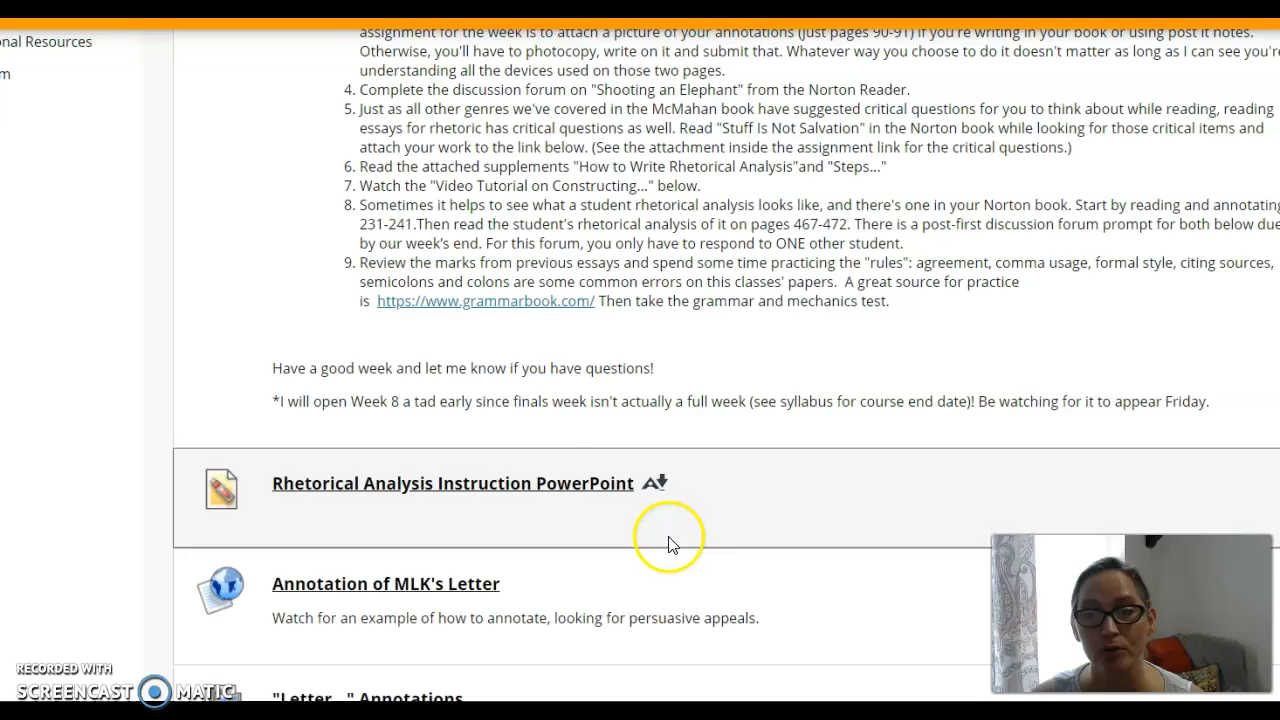 onal Resources
m
assignment for the week is to attach a picture of your annotations (just pages 90-91) if you're writing in your book or using post it notes.
Otherwise, you'll have to photocopy, write on it and submit that. Whatever way you choose to do it doesn't matter as long as I can see you're
understanding all the devices used on those two pages.
4. Complete the discussion forum on "Shooting an Elephant" from the Norton Reader.
5. Just as all other genres we've covered in the McMahan book have suggested critical questions for you to think about while reading, reading
essays for rhetoric has critical questions as well. Read "Stuff Is Not Salvation" in the Norton book while looking for those critical items and
attach your work to the link below. (See the attachment inside the assignment link for the critical questions.)
6. Read the attached supplements "How to Write Rhetorical Analysis"and "Steps..."
7. Watch the "Video Tutorial on Constructing..." below.
8. Sometimes it helps to see what a student rhetorical analysis looks like, and there's one in your Norton book. Start by reading and annotating
231-241.Then read the student's rhetorical analysis of it on pages 467-472. There is a post-first discussion forum prompt for both below due
by our week's end. For this forum, you only have to respond to ONE other student.
9. Review the marks from previous essays and spend some time practicing the "rules": agreement, comma usage, formal style, citing sources,
semicolons and colons are some common errors on this classes' papers. A great source for practice
is https://www.grammarbook.com/ Then take the grammar and mechanics test.
Have a good week and let me know if you have questions!
*I will open Week 8 a tad early since finals week isn't actually a full week (see syllabus for course end date)! Be watching for it to appear Friday.
Rhetorical Analysis Instruction PowerPoint
Annotation of MLK's Letter
Watch for an example of how to annotate, looking for persuasive appeals.
"Letter..." Annotations
RECORDED WITH
SCREENCAST MATIC